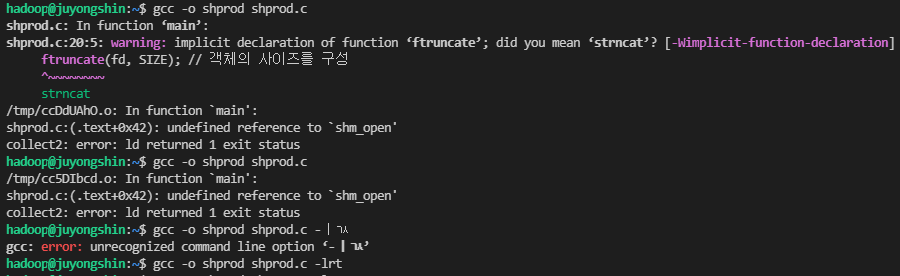 hadoop@juyongshin:~$ gcc -o shprod shprod.c
shprod.c: In function ‘main’:
shprod.c:20:5: warning: implicit declaration of function ‘ftruncate’; did you mean ‘strncat’? [-Wimplicit-function-declaration]
ftruncate(fd, SIZE); // 객체의 사이즈를 구성
^~~~~~~~~
strncat
/tmp/ccDdUAhO.o: In function `main':
shprod.c:(.text+0x42): undefined reference to `shm_open'
collect2: error: ld returned 1 exit status
hadoop@juyongshin:~$ gcc -o shprod shprod.c
/tmp/cc5DIbcd.o: In function `main':
shprod.c:(.text+0x42): undefined reference to `shm_open'
collect2: error: ld returned 1 exit status
hadoop@juyongshin:~$ gcc -o shprod shprod.c -ㅣㄳ
gcc: error: unrecognized command line option ‘-ㅣㄳ’
hadoop@juyongshin:~$ gcc -o shprod shprod.c -lrt